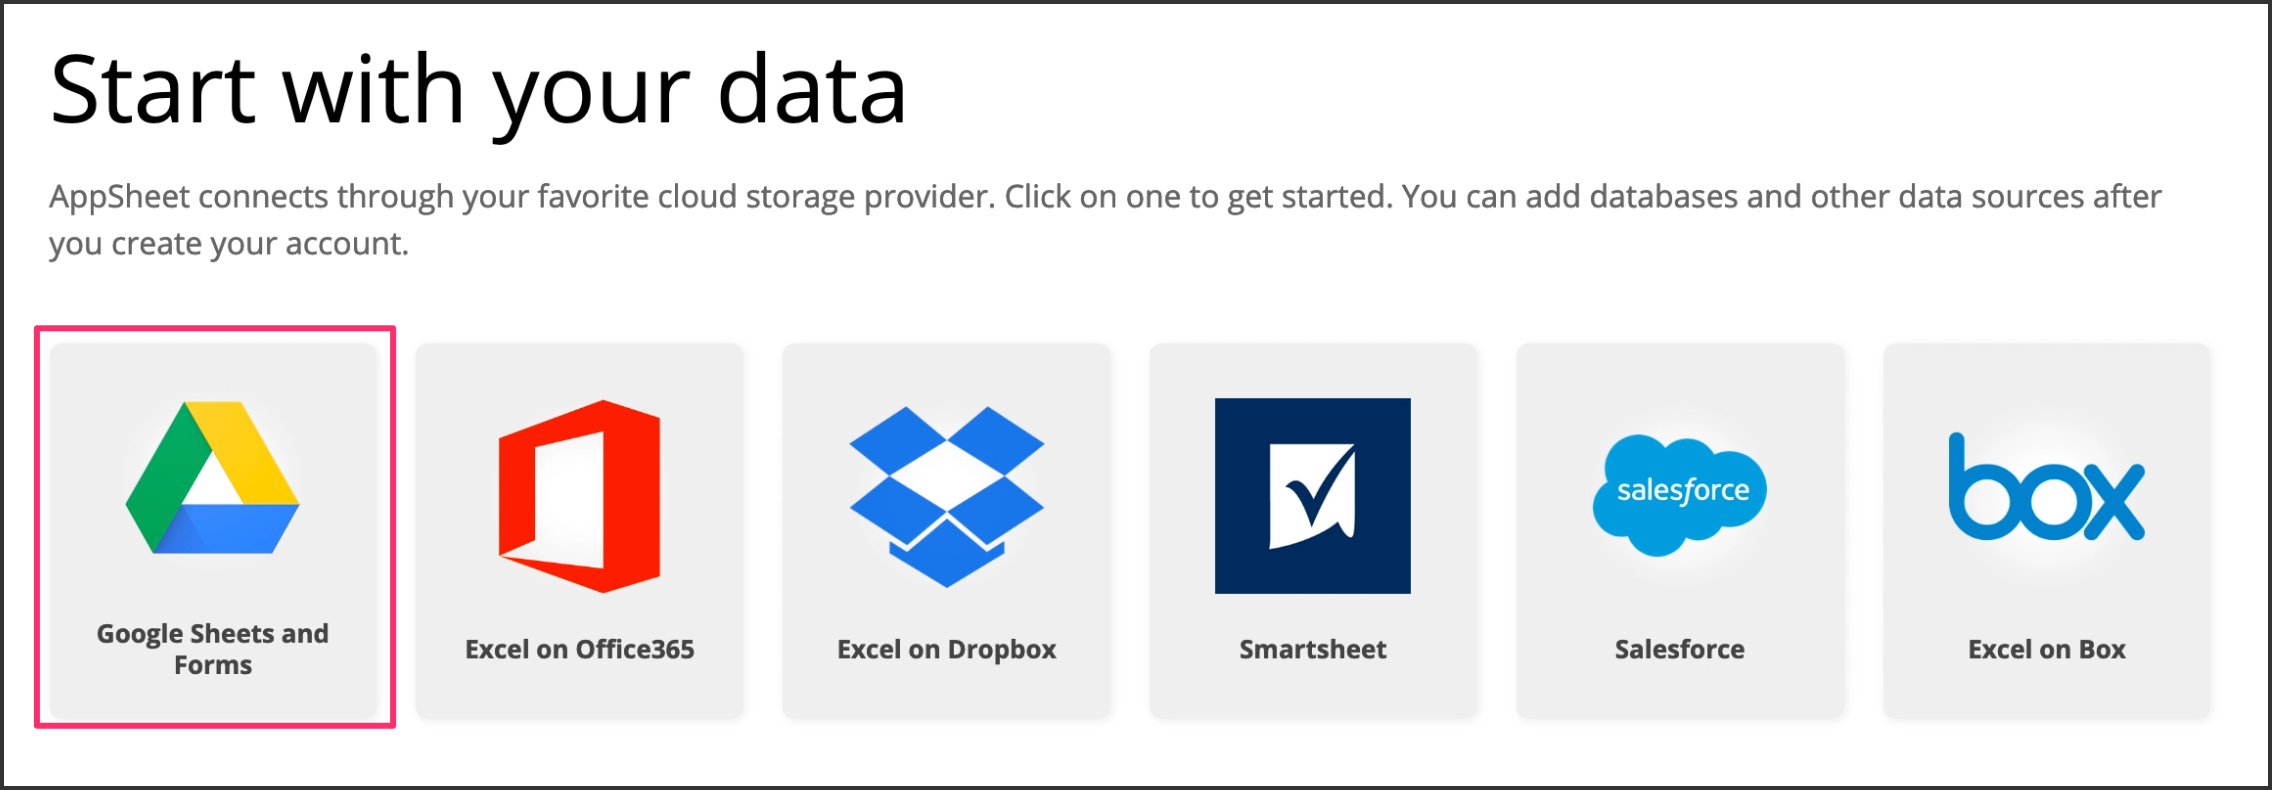 Start with your data
AppSheet connects through your favorite cloud storage provider. Click on one to get started. You can add databases and other data sources after
you create your account.
salesforce
box
Google Sheets and
Forms
Excel on Office365
Excel on Dropbox
Smartsheet
Salesforce
Excel on Box